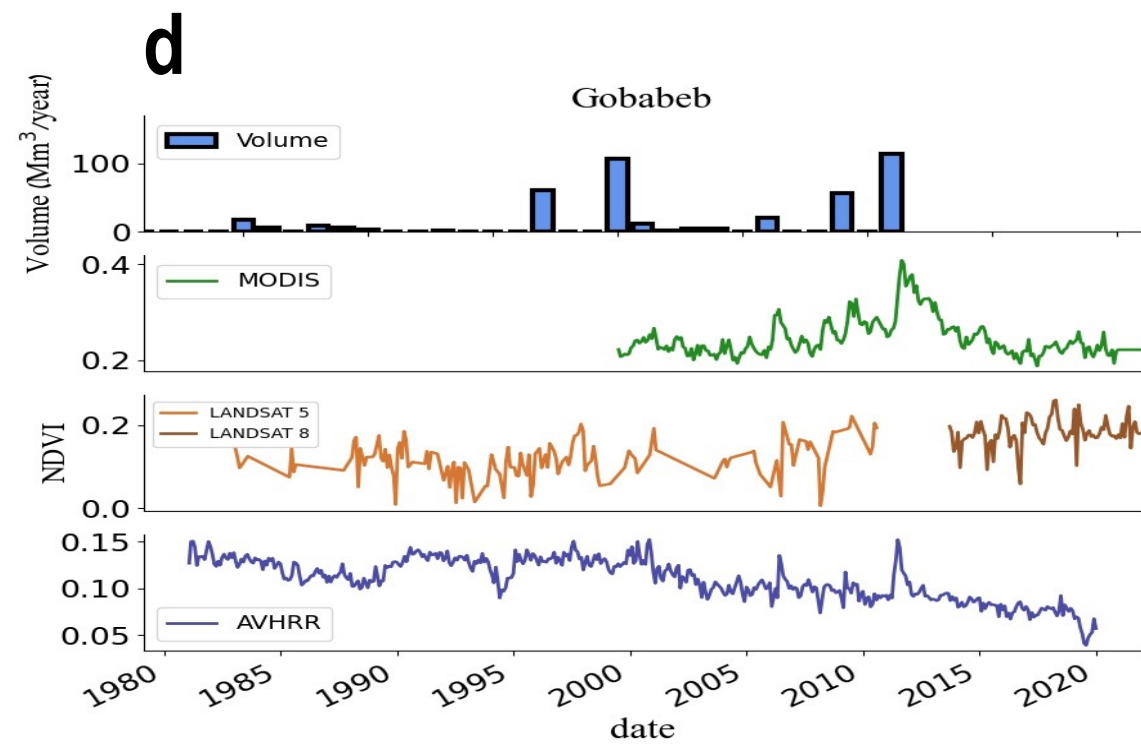 d
Gobabeb
Volume (Mm³/year)
Volume
100
0
0.4
MODIS
0.2
NDVI
LANDSAT 5
0.2
LANDSAT 8
0.0
0.15
0.10
AVHRR
0.05
1980 1985 1990 1995 2000 2005 2010 2015 2020
date